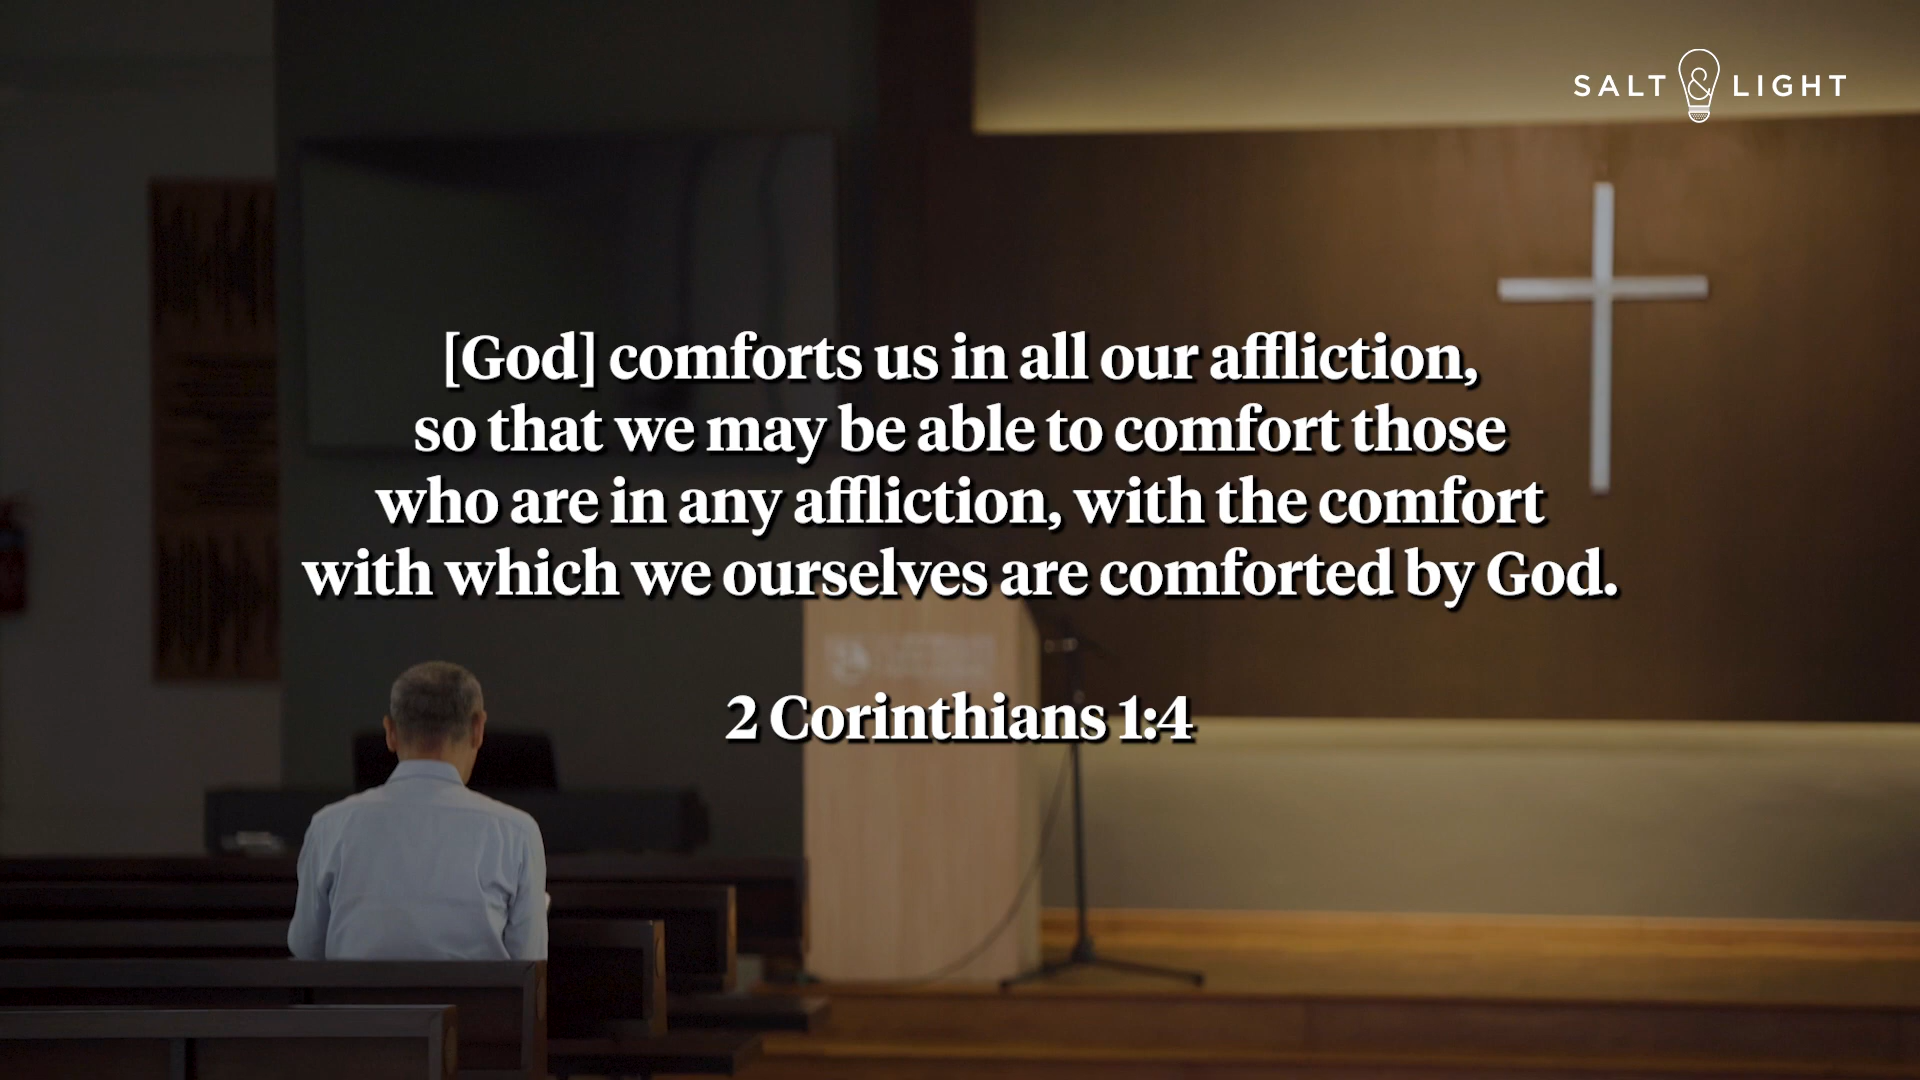 SALT & LIGHT
[God] comforts us in all our affliction,
so that we may be able to comfort those
who are in any affliction, with the comfort
with which we ourselves are comforted by God.
2 Corinthians 1:4